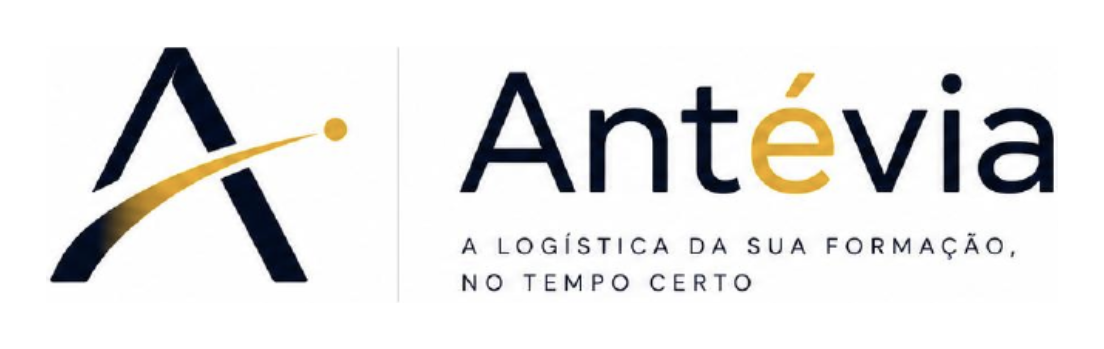 Antévia
A LOGÍSTICA DA SUA FORMAÇÃO,
NO TEMPO CERTO